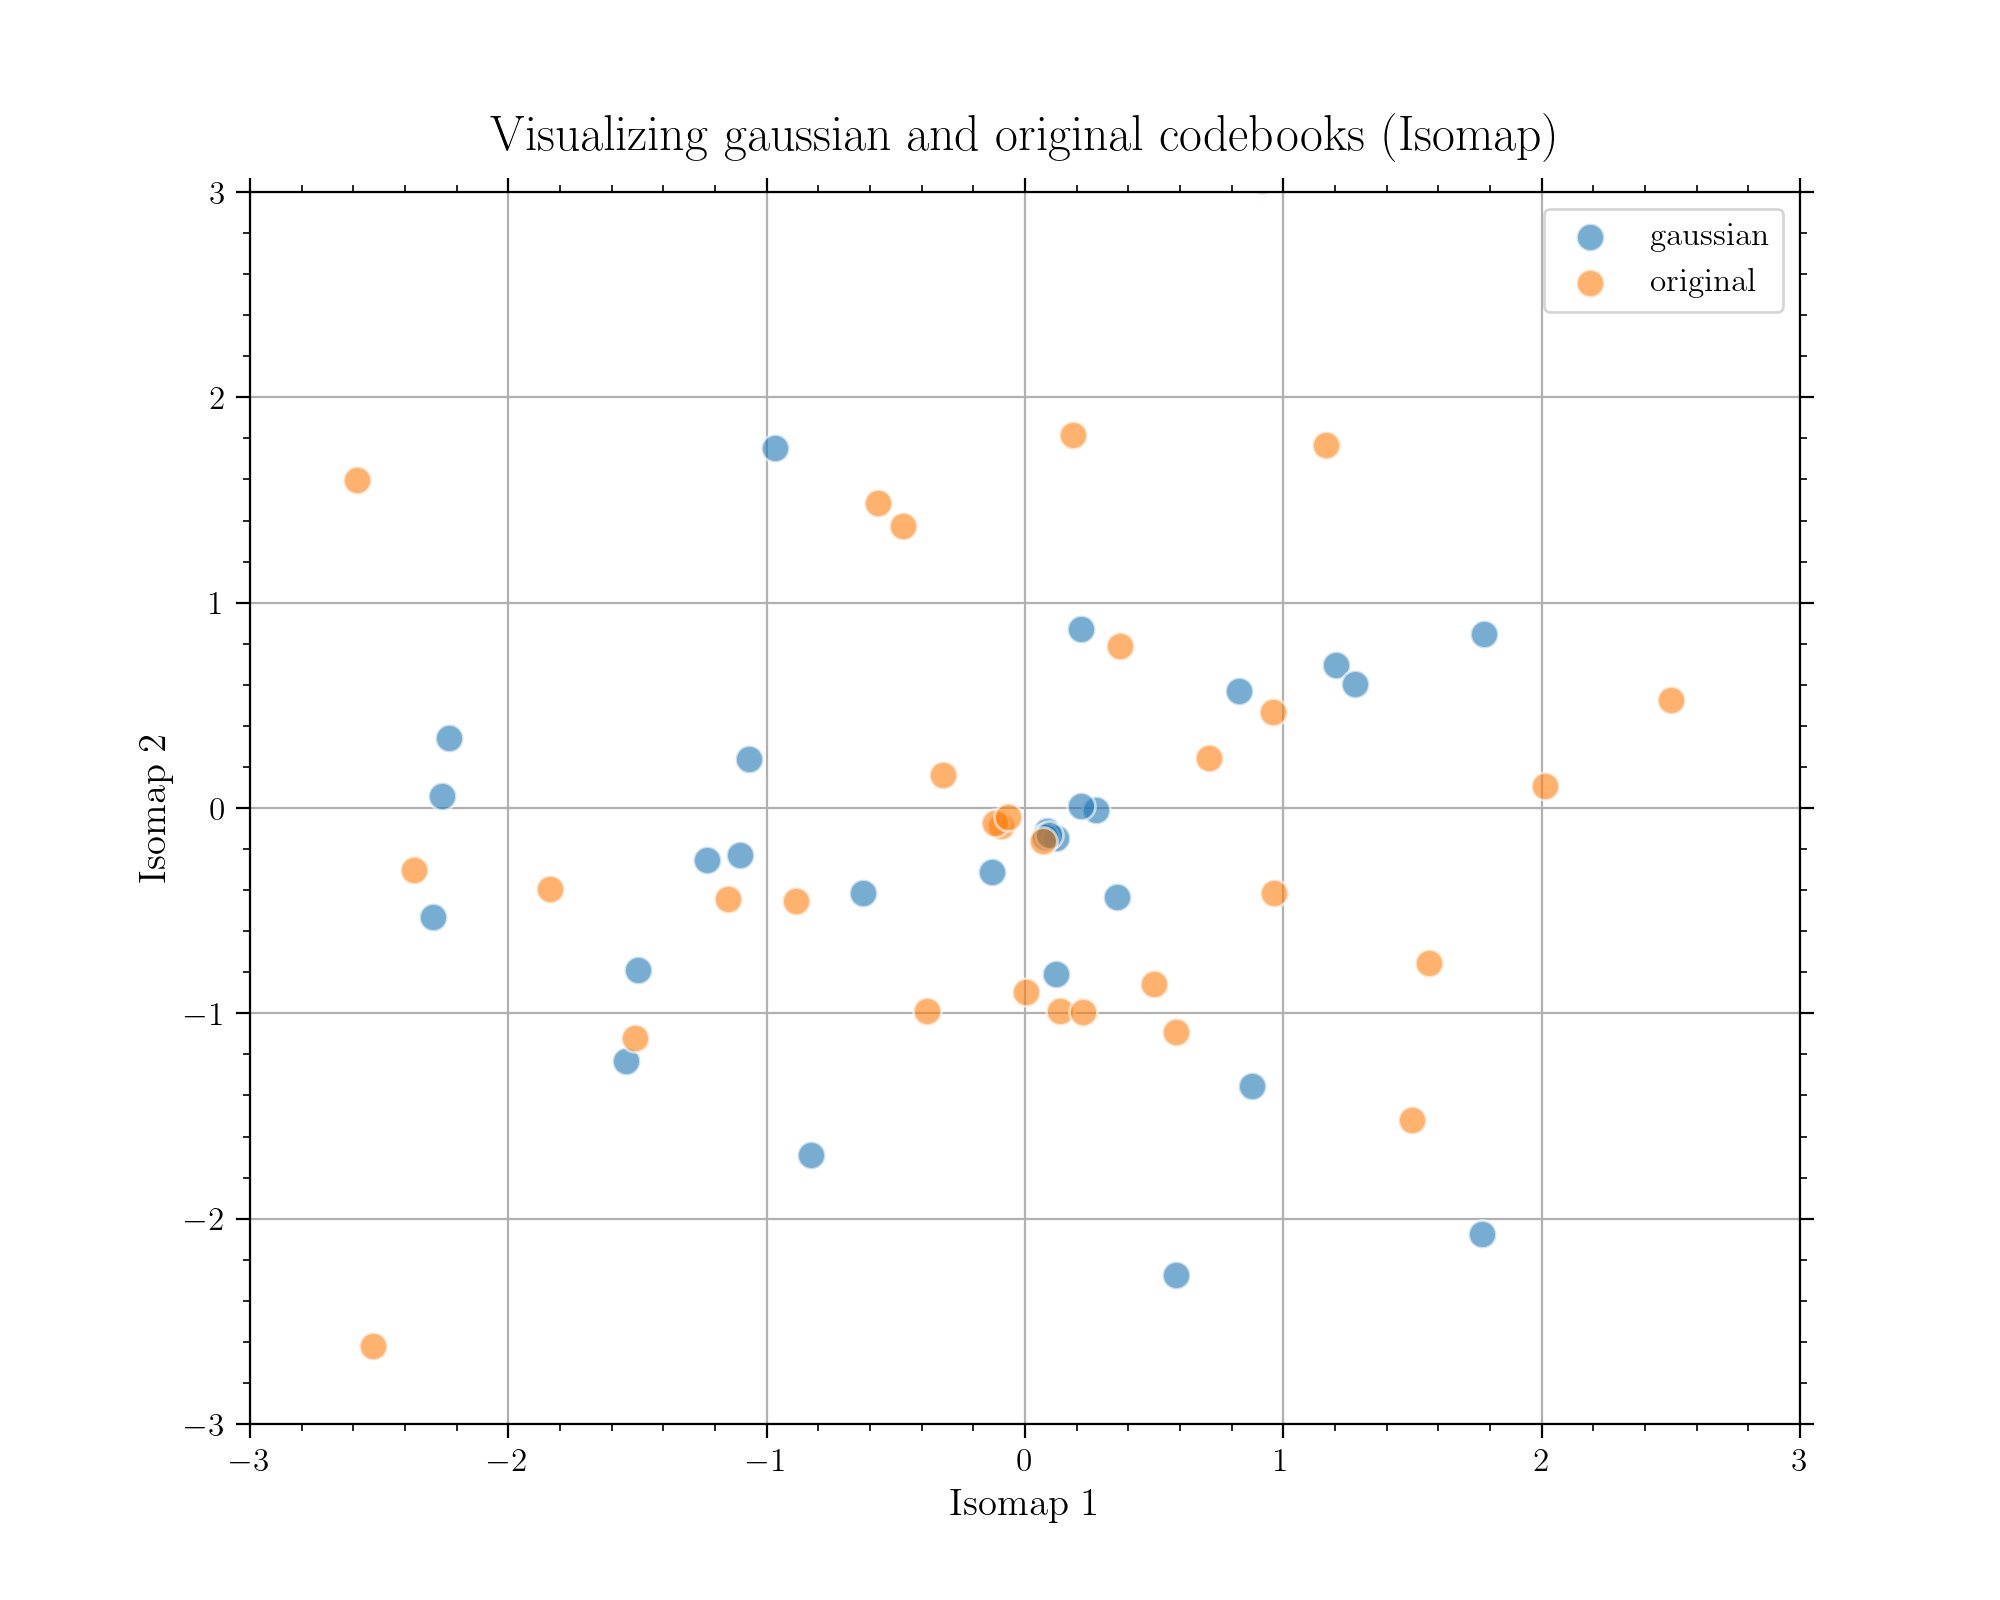 Visualizing gaussian and original codebooks (Isomap)
gaussian
original
3
2
1
0
−1
−2
−3
Isomap 2
−3
−2
−1
0
1
2
3
Isomap 1